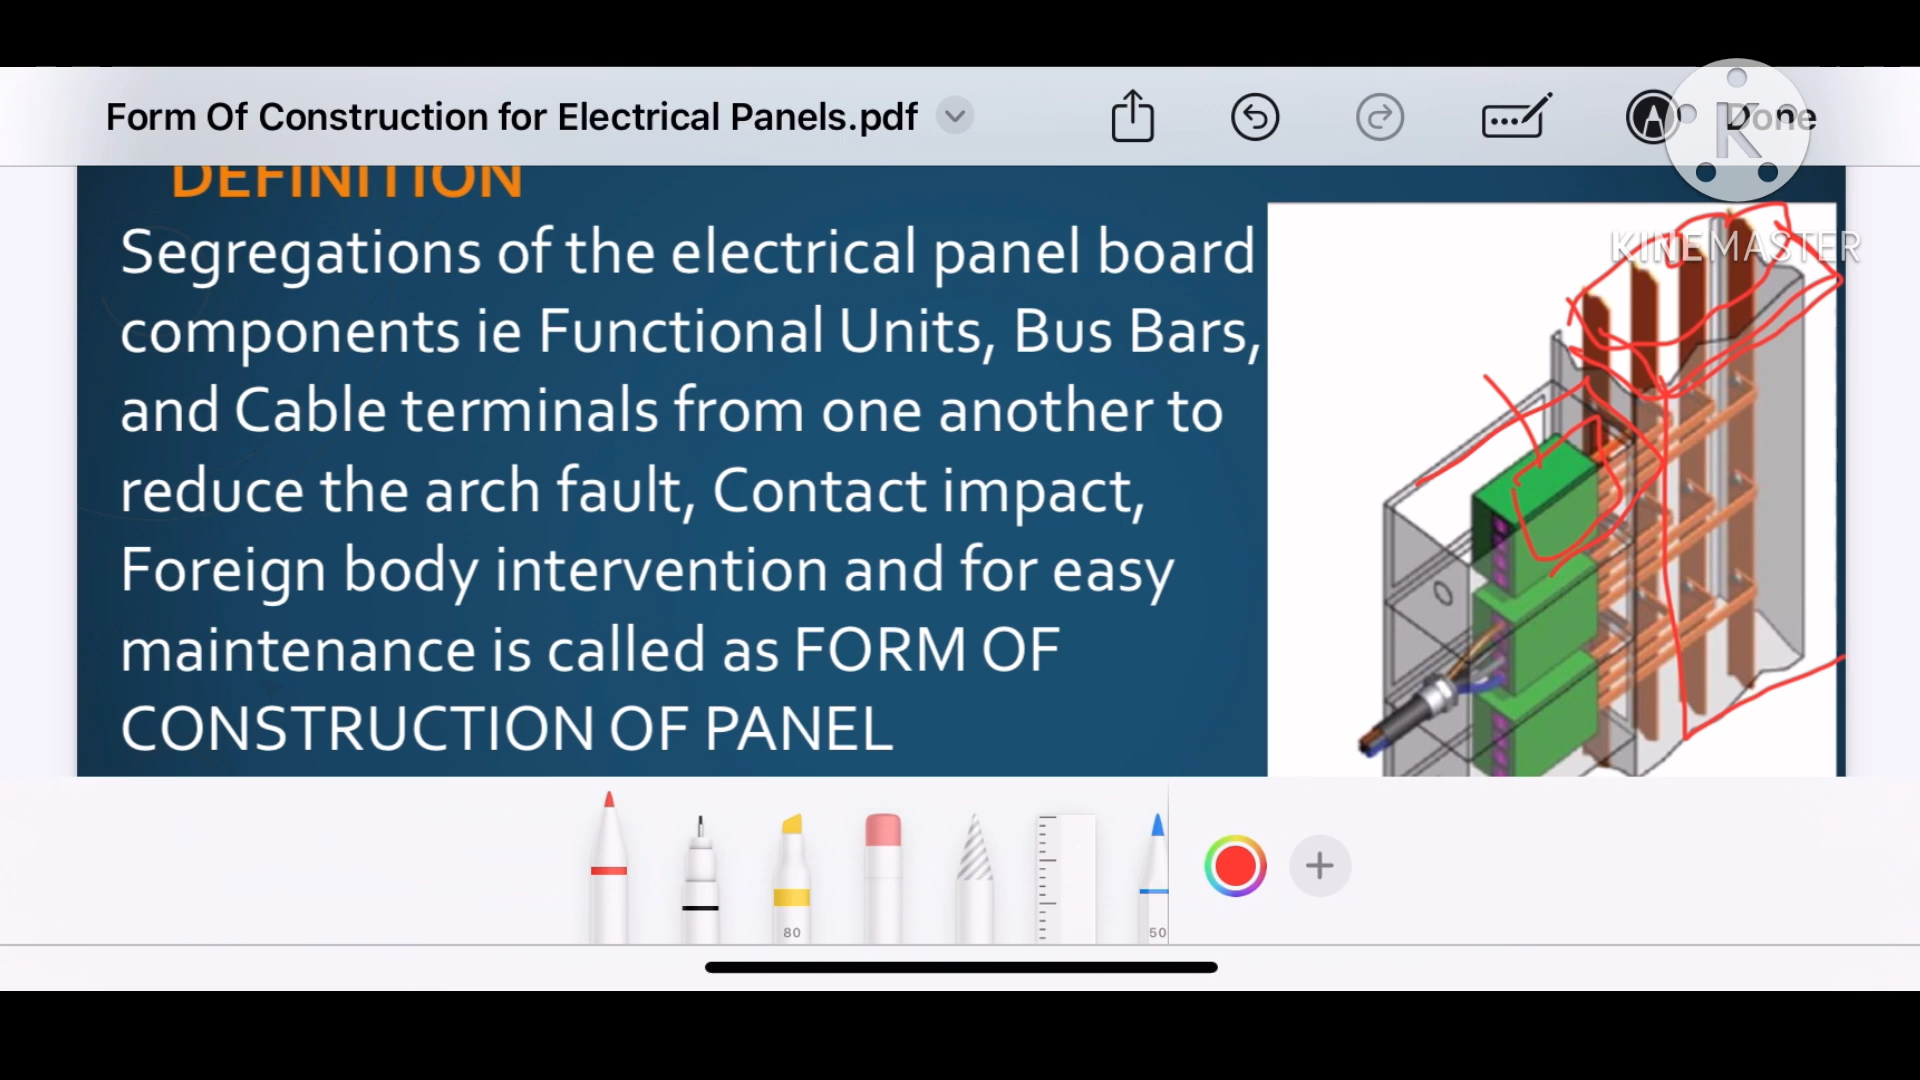 Form Of Construction for Electrical Panels.pdf
Done
K
KINEMASTER
DEFINITION
Segregations of the electrical panel board
components ie Functional Units, Bus Bars,
and Cable terminals from one another to
reduce the arch fault, Contact impact,
Foreign body intervention and for easy
maintenance is called as FORM OF
CONSTRUCTION OF PANEL
80
50